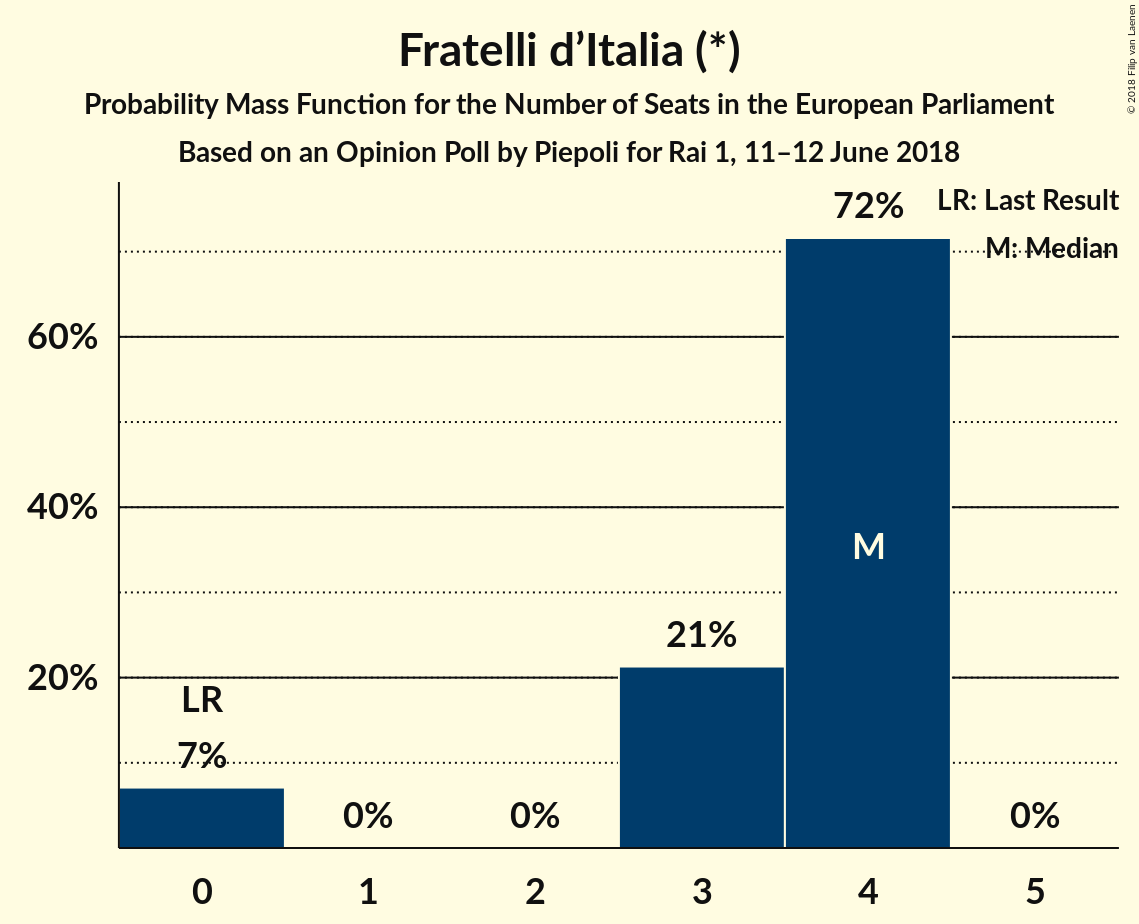 Fratelli d’Italia (*)
Probability Mass Function for the Number of Seats in the European Parliament
Based on an Opinion Poll by Piepoli for Rai 1, 11–12 June 2018
© 2018 Filip van Laenen
LR: Last Result
M: Median
72%
60%
40%
M
21%
20%
LR
7%
0%
0%
0%
0 1 2 3 4 5